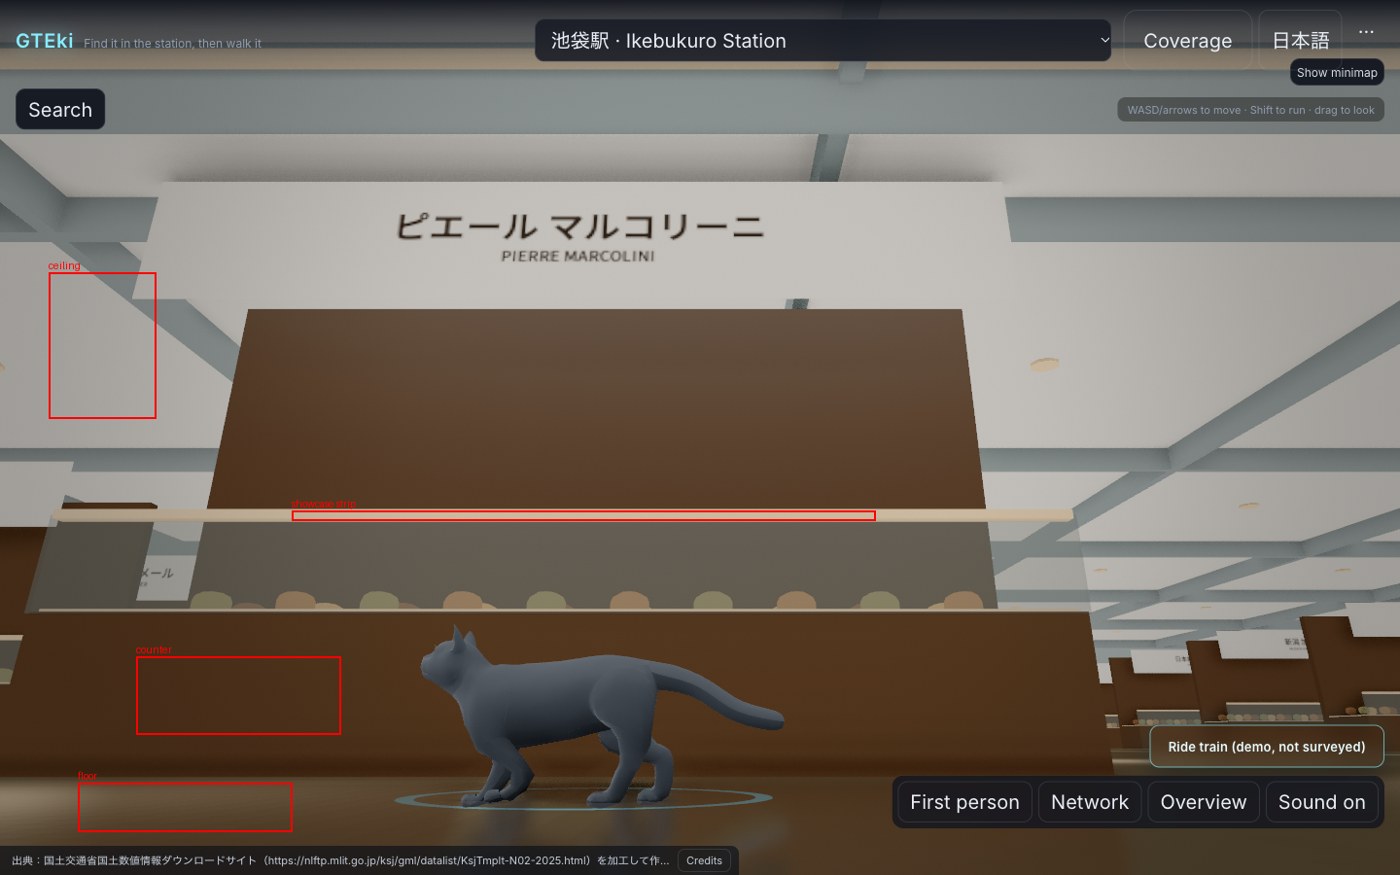 GTEki Find it in the station, then walk it
池袋駅 · Ikebukuro Station
Coverage
日本語
...
Show minimap
Search
WASD/arrows to move · Shift to run · drag to look
ピエール マルコリーニ
PIERRE MARCOLINI
ceiling
メール
counter
floor
Ride train (demo, not surveyed)
First person
Network
Overview
Sound on
出典：国土交通省国土数値情報ダウンロードサイト（https://nlftp.mlit.go.jp/ksj/gml/datalist/KsjTmplt-N02-2025.html）を加工して作...
Credits